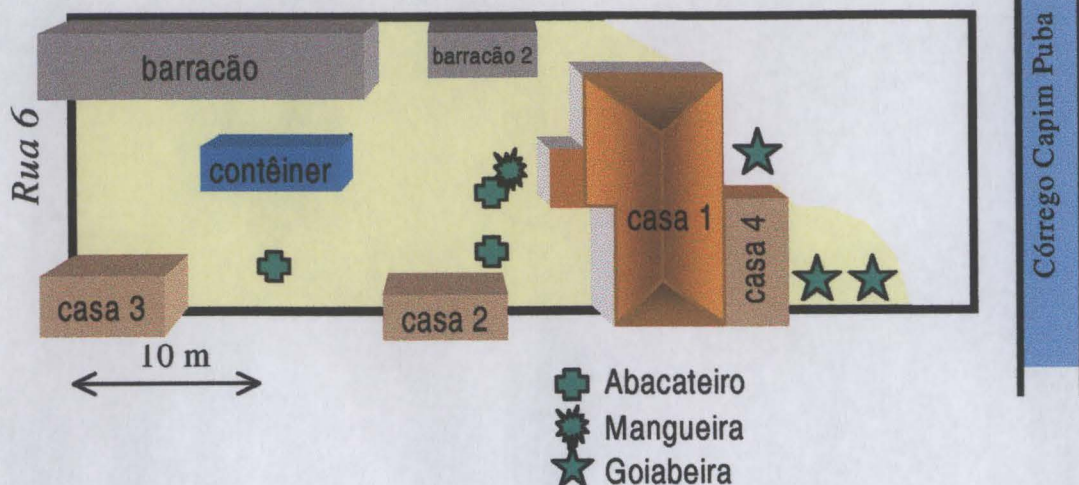 barracão
barracão 2
Rua 6
contêiner
casa 1
casa 4
casa 3
casa 2
Córrego Capim Puba
10 m
Abacateiro
Mangueira
Goiabeira